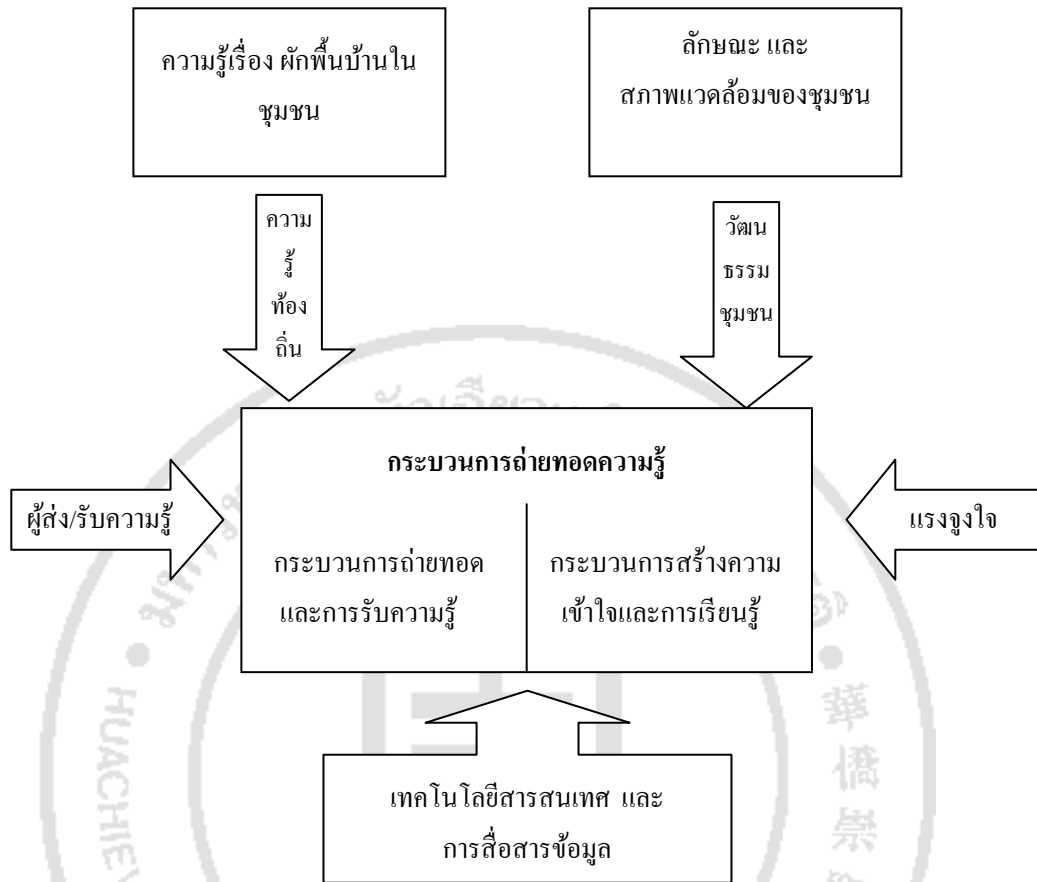 ความรู้เรื่อง ผักพื้นบ้านใน
ชุมชน
ลักษณะ และ
สภาพแวดล้อมของชุมชน
ความ
รู้
ท้อง
ถิ่น
วัฒน
ธรรม
ชุมชน
กระบวนการถ่ายทอดความรู้
ผู้ส่ง/รับความรู้
แรงจูงใจ
กระบวนการถ่ายทอด
และการรับความรู้
กระบวนการสร้างความ
เข้าใจและการเรียนรู้
เทคโนโลยีสารสนเทศ และ
การสื่อสารข้อมูล
HUACHIE
華僑崇